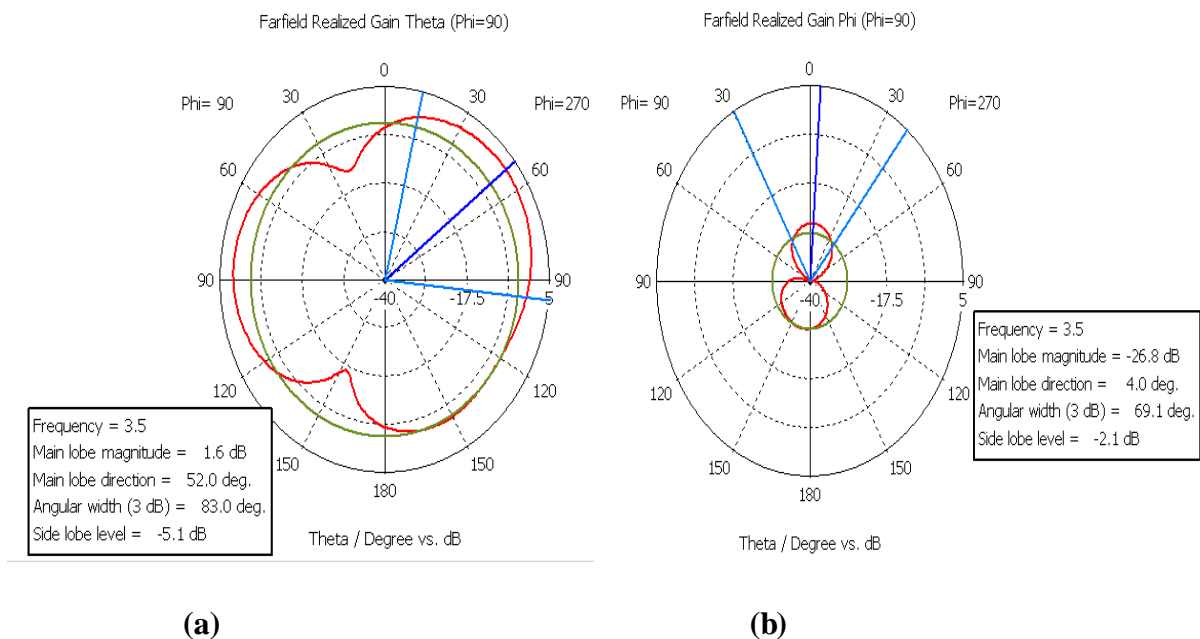 Farfield Realized Gain Theta (Phi=90)
0
Phi= 90 30 30 Phi=270
60 60
90 -40 -17.5 5 90
120 120
150 150
180
Frequency = 3.5
Main lobe magnitude = 1.6 dB
Main lobe direction = 52.0 deg.
Angular width (3 dB) = 83.0 deg.
Side lobe level = -5.1 dB
Theta / Degree vs. dB
(a)
Farfield Realized Gain Phi (Phi=90)
0
Phi= 90 30 30 Phi=270
60 60
90 -40 -17.5 5 90
120 120
150 150
180
Frequency = 3.5
Main lobe magnitude = -26.8 dB
Main lobe direction = 4.0 deg.
Angular width (3 dB) = 69.1 deg.
Side lobe level = -2.1 dB
Theta / Degree vs. dB
(b)